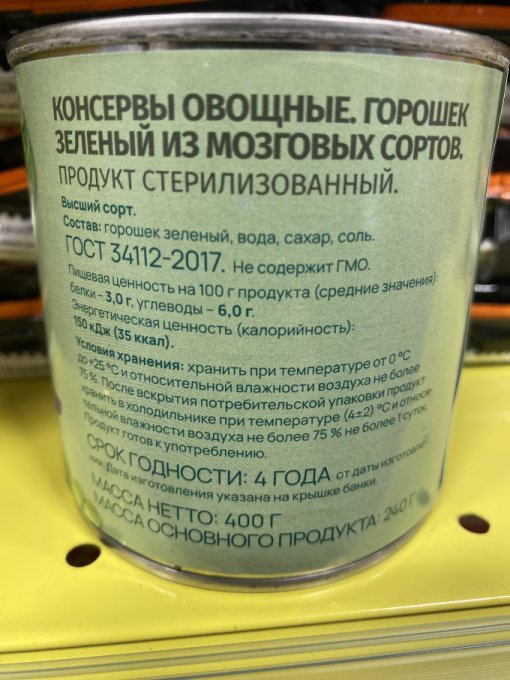 КОНСЕРВЫ ОВОЩНЫЕ. ГОРОШЕК
ЗЕЛЕНЫЙ ИЗ МОЗГОВЫХ СОРТОВ.
ПРОДУКТ СТЕРИЛИЗОВАННЫЙ.
Высший сорт.
Состав: горошек зеленый, вода, сахар, соль.
ГОСТ 34112-2017. Не содержит ГМО.
Пищевая ценность на 100 г продукта (средние значения):
белки – 3,0 г, углеводы – 6,0 г.
Энергетическая ценность (калорийность):
150 кДж (35 ккал).
Условия хранения: хранить при температуре от 0 °С
до +25 °С и относительной влажности воздуха не более
75 %. После вскрытия потребительской упаковки продукт
хранить в холодильнике при температуре (4±2) °С и относи-
тельной влажности воздуха не более 75 % не более 1 суток.
Продукт готов к употреблению.
СРОК ГОДНОСТИ: 4 ГОДА от даты изготовле-
ния. Дата изготовления указана на крышке банки.
МАССА НЕТТО: 400 Г
МАССА ОСНОВНОГО ПРОДУКТА: 240 Г